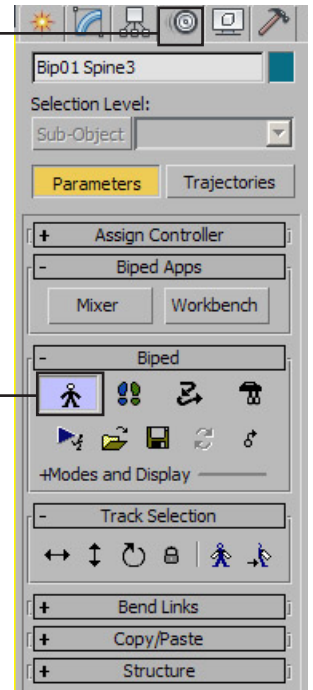 Bip01 Spine3
Selection Level:
Sub-Object
Parameters Trajectories
+ Assign Controller
- Biped Apps
Mixer Workbench
- Biped
+Modes and Display
- Track Selection
+ Bend Links
+ Copy/Paste
+ Structure